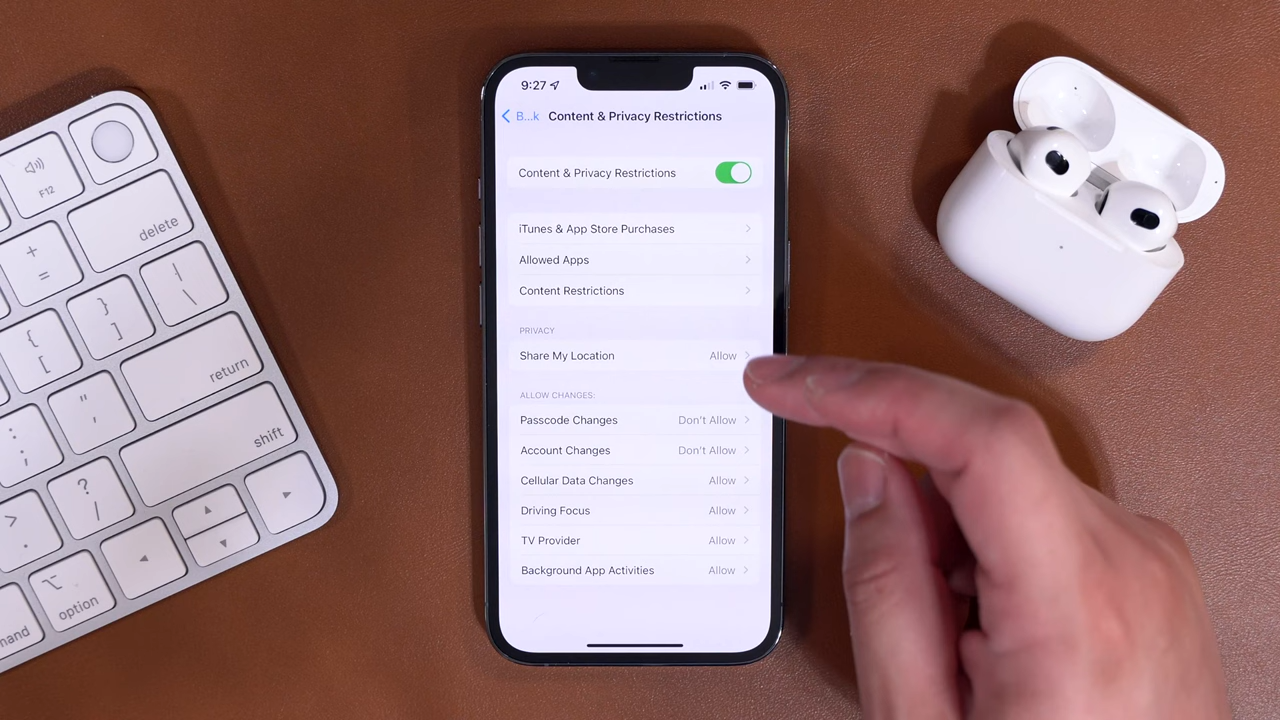 9:27
B...k Content & Privacy Restrictions
Content & Privacy Restrictions
iTunes & App Store Purchases
Allowed Apps
Content Restrictions
PRIVACY
Share My Location Allow
ALLOW CHANGES:
Passcode Changes Don't Allow
Account Changes Don't Allow
Cellular Data Changes Allow
Driving Focus Allow
TV Provider Allow
Background App Activities Allow
F12
delete
+
=
|
\
}
]
{
[
return
"
'
:
;
shift
?
/
>
.
option
mand